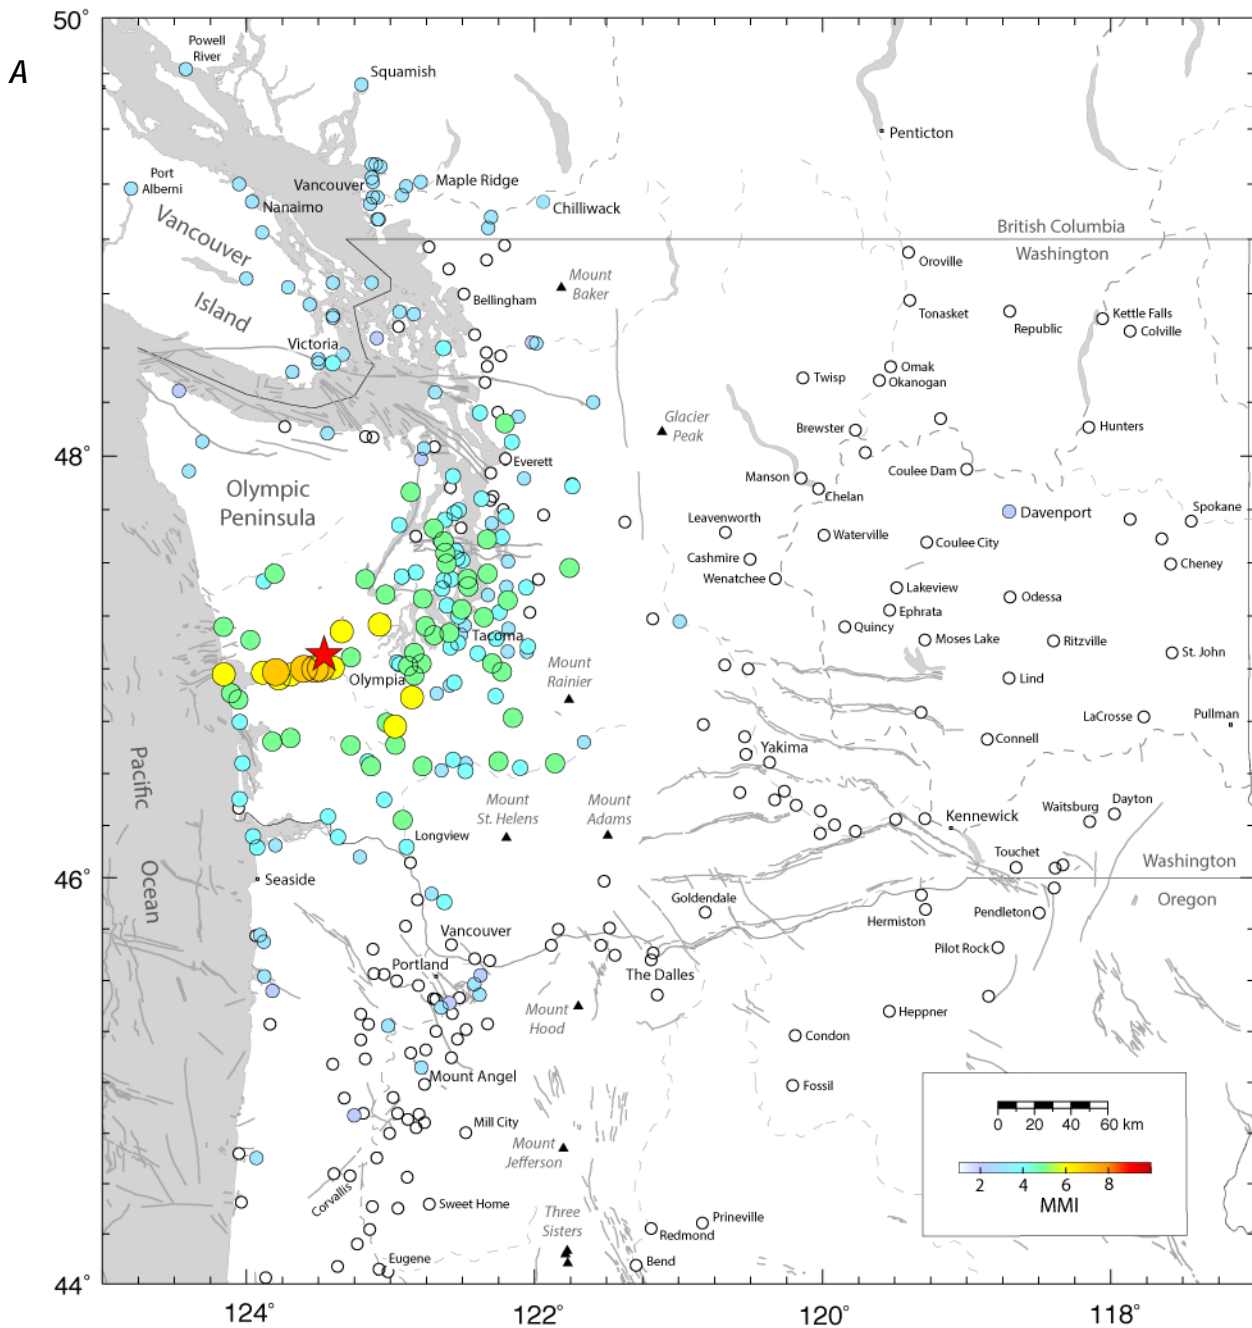 50°
A
Powell
River
Squamish
Penticton
Port
Alberni
Vancouver
Maple Ridge
Nanaimo
Chilliwack
Vancouver
Island
British Columbia
Washington
Oroville
Mount
Baker
Bellingham
Tonasket
Republic
Kettle Falls
Colville
Victoria
Twisp
Omak
Okanogan
Glacier
Peak
Brewster
Hunters
48°
Everett
Coulee Dam
Manson
Chelan
Olympic
Peninsula
Davenport
Spokane
Leavenworth
Waterville
Coulee City
Cashmire
Cheney
Wenatchee
Lakeview
Odessa
Ephrata
Quincy
Moses Lake
Ritzville
Tacoma
St. John
Mount
Rainier
Olympia
Lind
LaCrosse
Pullman
Connell
Yakima
Pacific
Ocean
Mount
St. Helens
Mount
Adams
Longview
Kennewick
Waitsburg
Dayton
Touchet
Washington
Oregon
46°
Seaside
Goldendale
Hermiston
Pendleton
Vancouver
Pilot Rock
Portland
The Dalles
Mount
Hood
Heppner
Condon
Mount Angel
Fossil
Mill City
Mount
Jefferson
Corvallis
Sweet Home
Three
Sisters
Prineville
Redmond
Eugene
Bend
0 20 40 60 km
2 4 6 8
MMI
44°
124° 122° 120° 118°